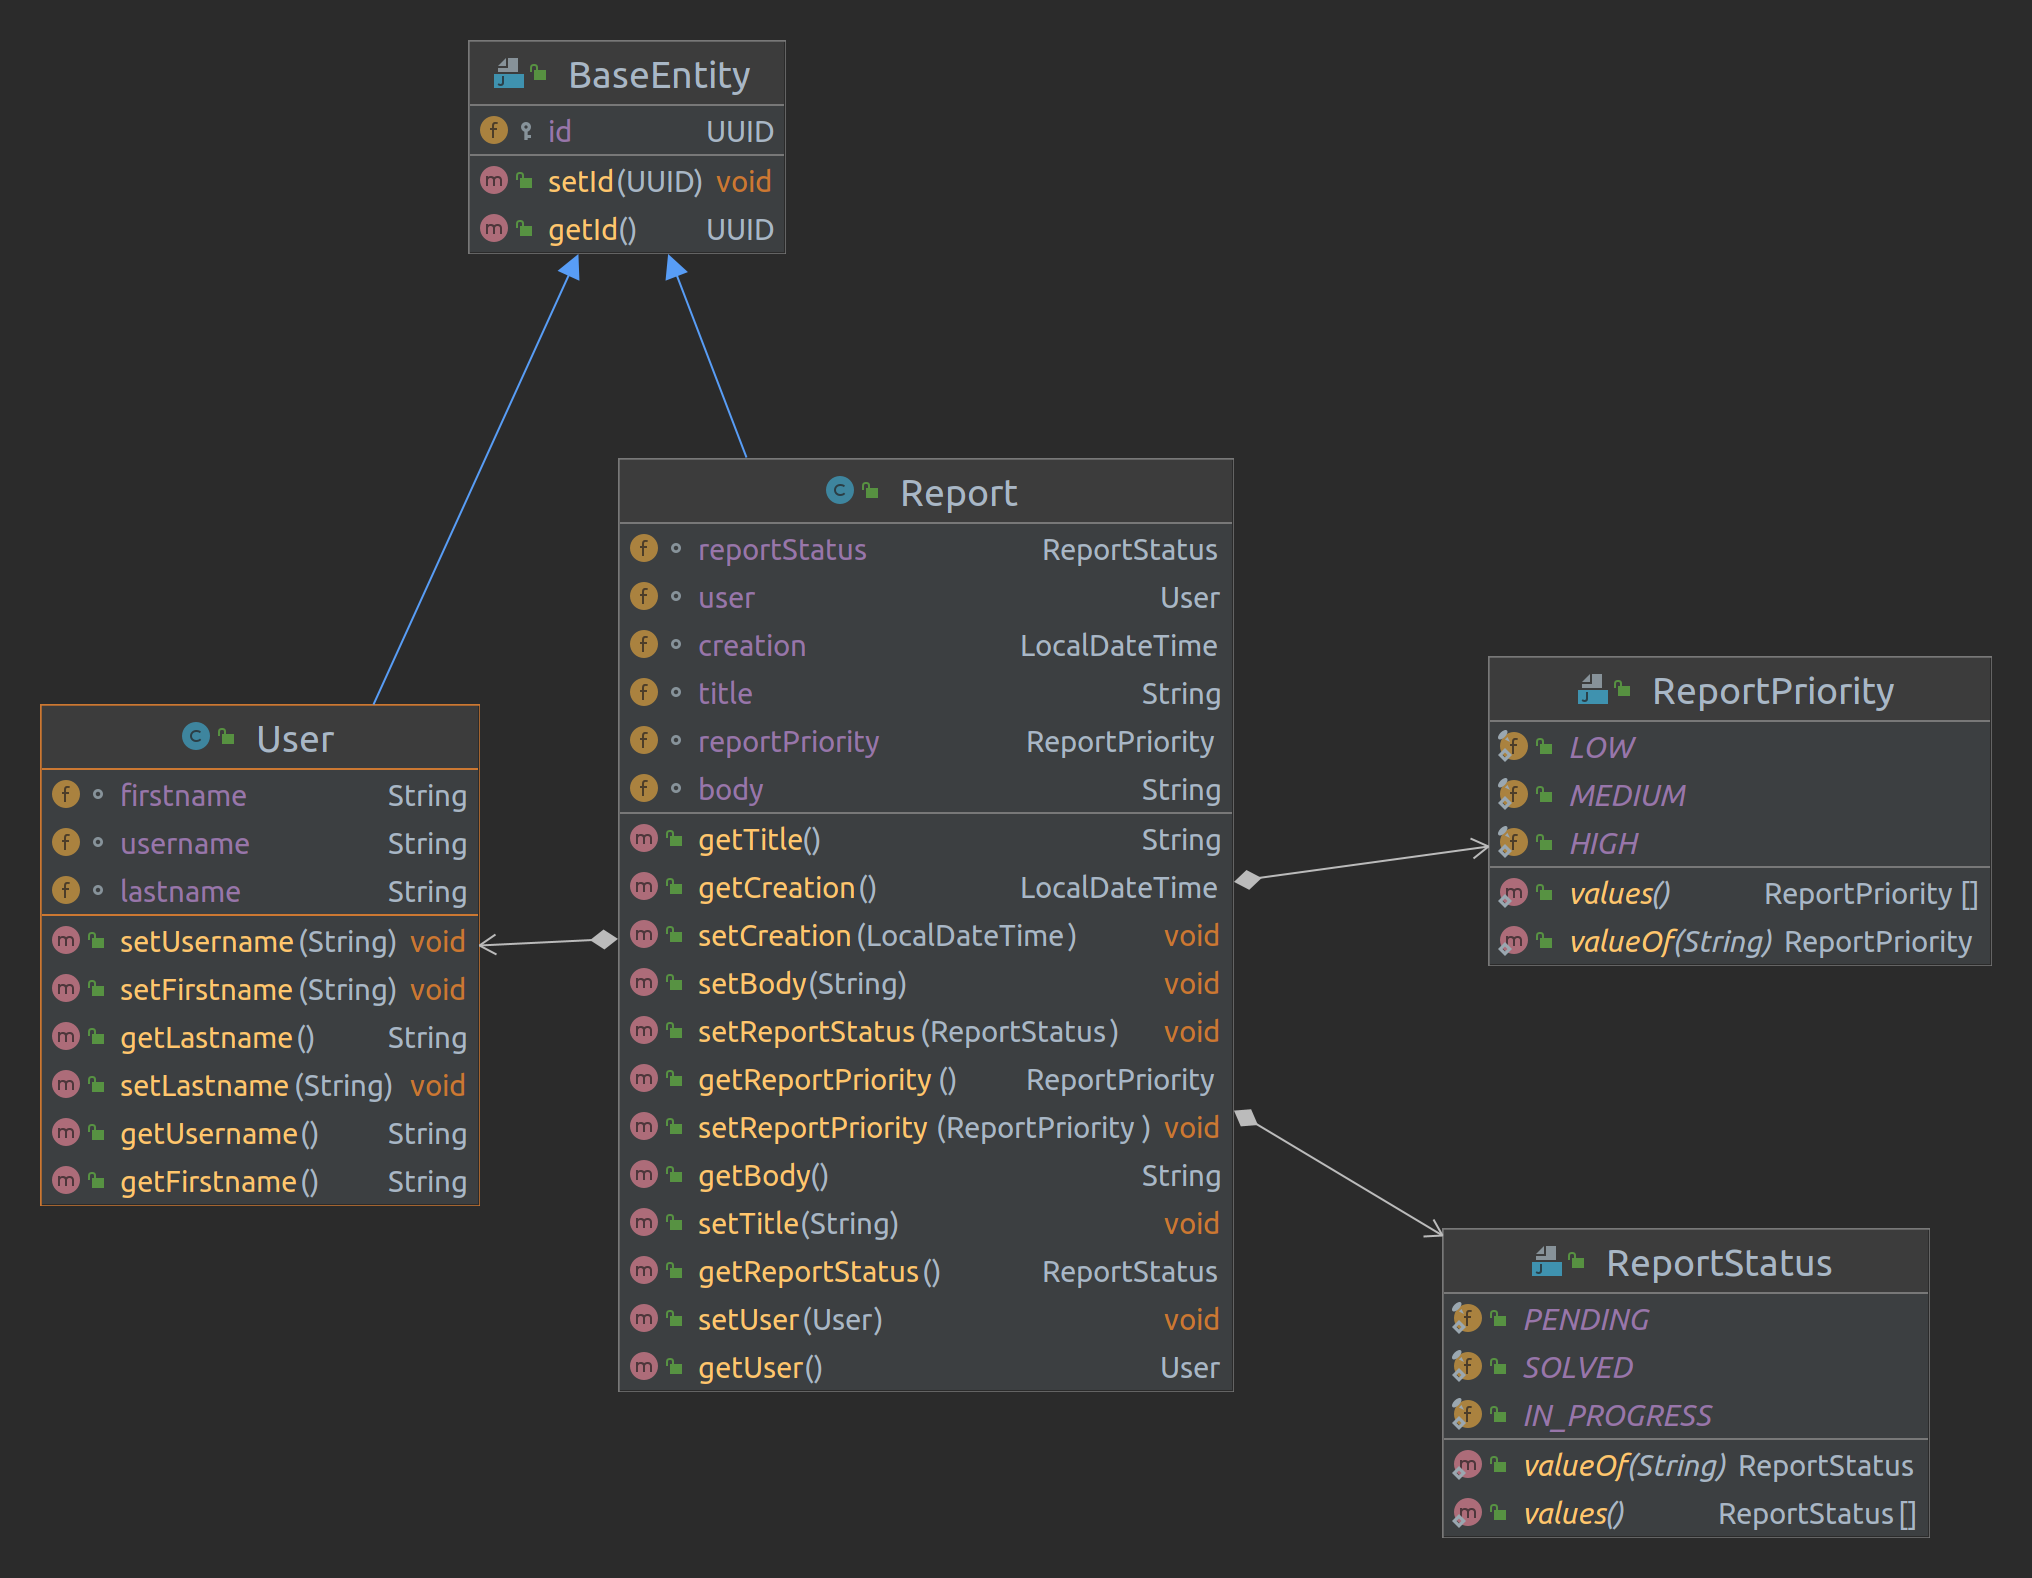 BaseEntity
id UUID
setId(UUID) void
getId() UUID
Report
reportStatus ReportStatus
user User
creation LocalDateTime
title String
reportPriority ReportPriority
body String
getTitle() String
getCreation() LocalDateTime
setCreation(LocalDateTime) void
setBody(String) void
setReportStatus(ReportStatus) void
getReportPriority() ReportPriority
setReportPriority(ReportPriority) void
getBody() String
setTitle(String) void
getReportStatus() ReportStatus
setUser(User) void
getUser() User
User
firstname String
username String
lastname String
setUsername(String) void
setFirstname(String) void
getLastname() String
setLastname(String) void
getUsername() String
getFirstname() String
ReportPriority
LOW
MEDIUM
HIGH
values() ReportPriority[]
valueOf(String) ReportPriority
ReportStatus
PENDING
SOLVED
IN_PROGRESS
valueOf(String) ReportStatus
values() ReportStatus[]